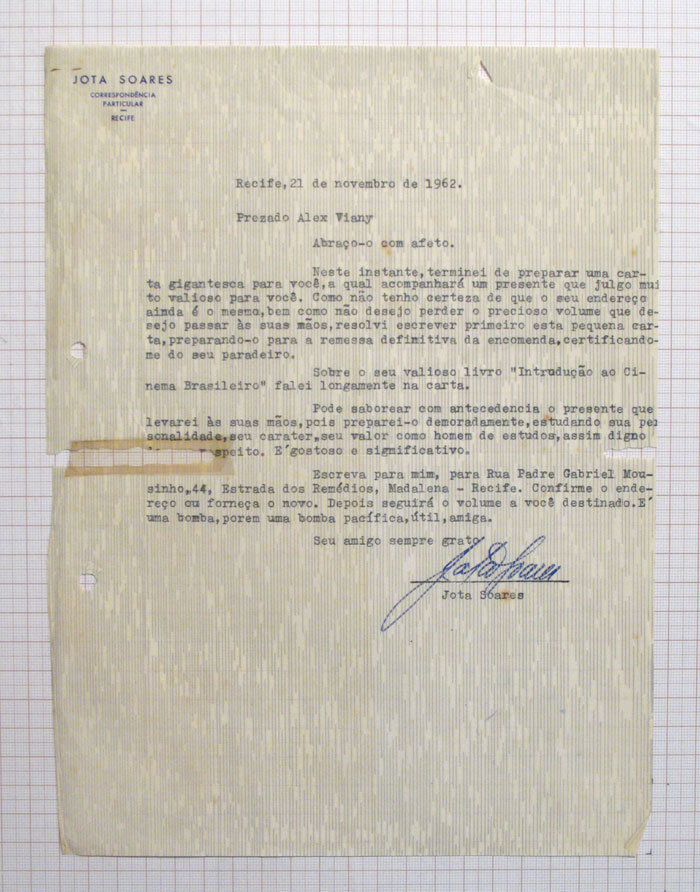 JOTA SOARES
CORRESPONDÊNCIA
PARTICULAR
RECIFE
Recife,21 de novembro de 1962.
Prezado Alex Viany
Abraço-o com afeto.
Neste instante,terminei de preparar uma car-
ta gigantesca para você,a qual acompanhará um presente que julgo mui
to valioso para você. Como não tenho certeza de que o seu endereço
ainda é o mesmo,bem como não desejo perder o precioso volume que de-
sejo passar às suas mãos,resolvi escrever primeiro esta pequena car-
ta,preparando-o para a remessa definitiva da encomenda,certificando-
me do seu paradeiro.
Sobre o seu valioso livro "Introdução ao Ci-
nema Brasileiro" falei longamente na carta.
Pode saborear com antecedencia o presente que
levarei às suas mãos,pois preparei-o demoradamente,estudando sua per
sonalidade,seu carater,seu valor como homem de estudos,assim digno
speito. E´gostoso e significativo.
Escreva para mim, para Rua Padre Gabriel Mou-
sinho,44, Estrada dos Remédios, Madalena - Recife. Confirme o ende-
reço ou forneça o novo. Depois seguirá o volume a você destinado.E´
uma bomba,porem uma bomba pacífica,útil,amiga.
Seu amigo sempre grato
Jota Soares
Jota Soares